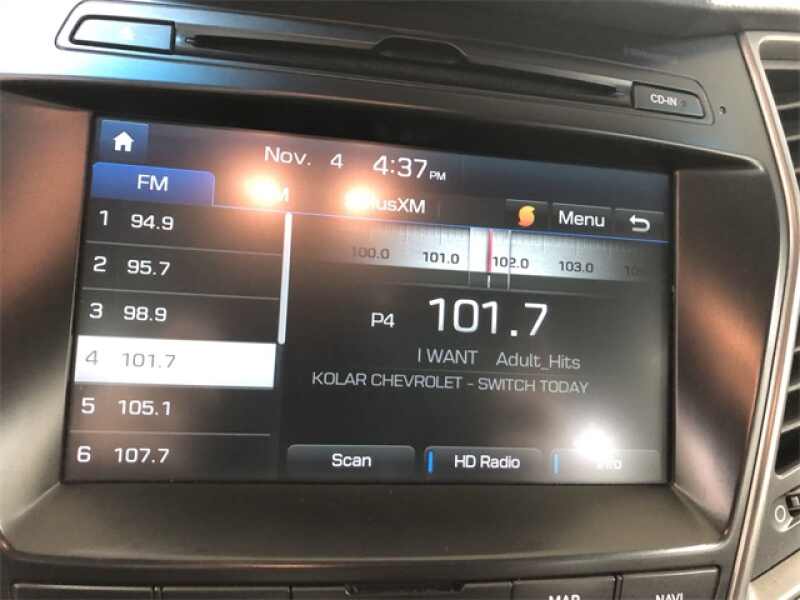 CD-IN
Nov. 4 4:37 PM
FM
Menu
1 94.9
2 95.7
3 98.9
4 101.7
5 105.1
6 107.7
100.0 101.0 102.0 103.0
P4 101.7
I WANT Adult_Hits
KOLAR CHEVROLET - SWITCH TODAY
Scan HD Radio
MAP NAVI